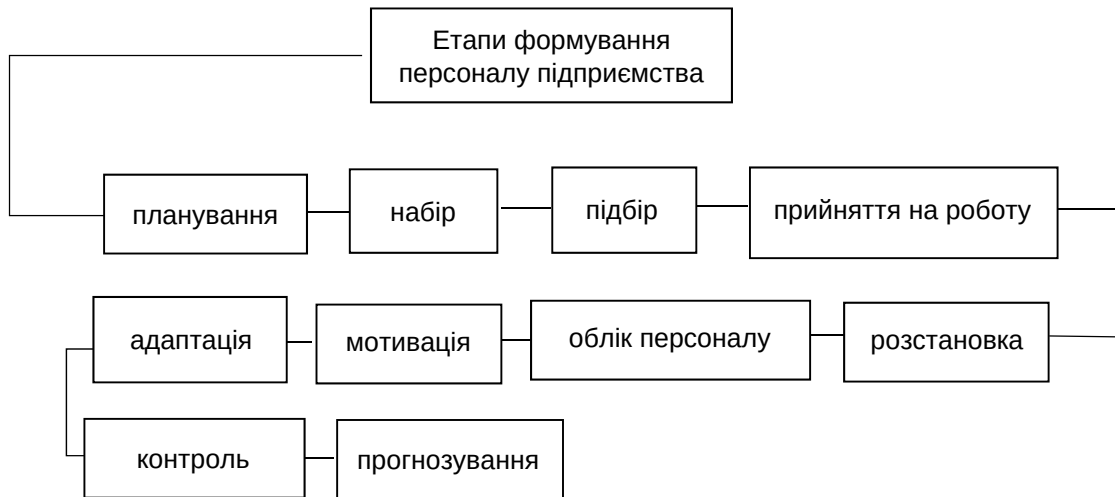 Етапи формування
персоналу підприємства
планування
набір
підбір
прийняття на роботу
адаптація
мотивація
облік персоналу
розстановка
контроль
прогнозування